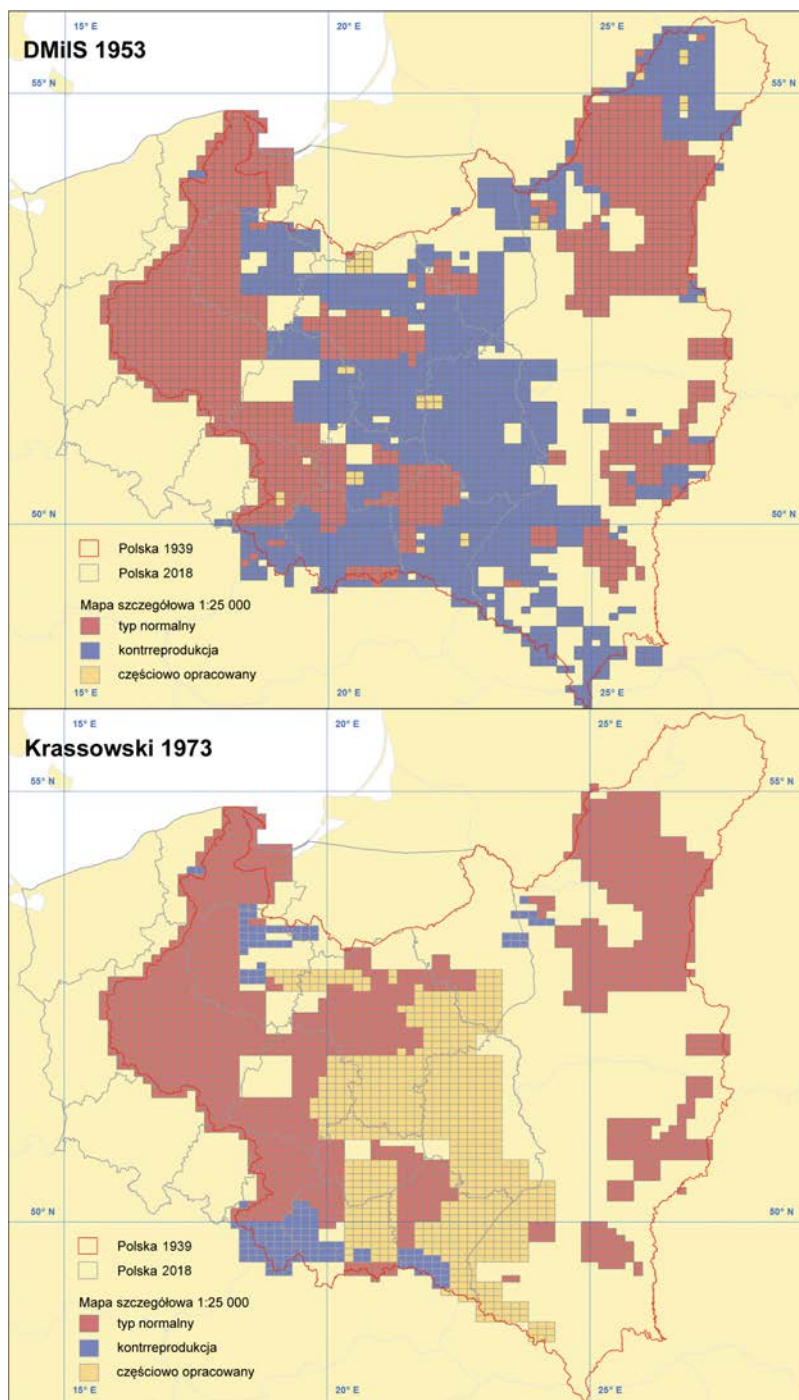 15° E
20° E
25° E
DMilS 1953
55° N
55° N
50° N
50° N
Polska 1939
Polska 2018
Mapa szczegółowa 1:25 000
typ normalny
kontrreprodukcja
częściowo opracowany
15° E
20° E
25° E
15° E
20° E
25° E
Krassowski 1973
55° N
55° N
50° N
50° N
Polska 1939
Polska 2018
Mapa szczegółowa 1:25 000
typ normalny
kontrreprodukcja
częściowo opracowany
15° E
20° E
25° E